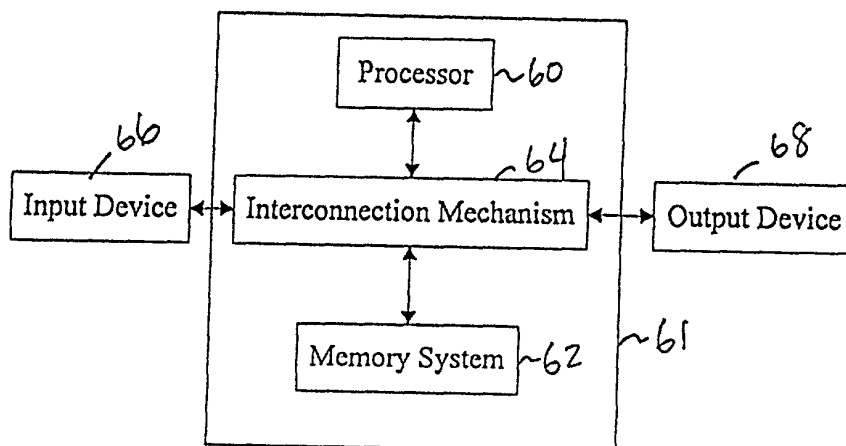 Processor ~60
66
64
68
Input Device
Interconnection Mechanism
Output Device
Memory System ~62
~61